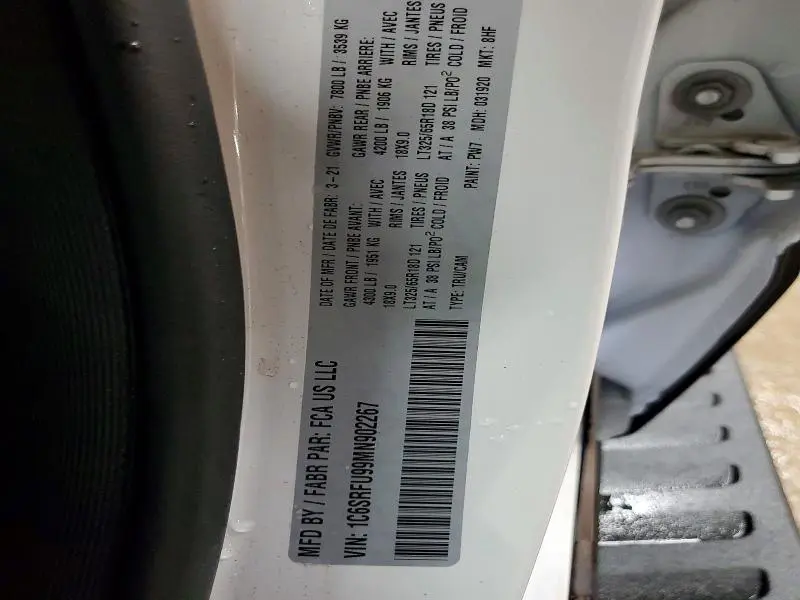 MFD BY / FABR PAR: FCA US LLC
DATE OF MFR / DATE DE FABR: 3-21 GVWR/PNBV: 7800 LB / 3539 KG
GAWR FRONT / PNBE AVANT: GAWR REAR / PNBE ARRIERE:
4300 LB / 1951 KG WITH / AVEC 4200 LB / 1906 KG WITH / AVEC
18X9.0 RIMS / JANTES 18X9.0 RIMS / JANTES
LT325/65R18D 121 TIRES / PNEUS LT325/65R18D 121 TIRES / PNEUS
AT / A 38 PSI LB/PO² COLD / FROID AT / A 38 PSI LB/PO² COLD / FROID
VIN: 1C6SRFU99MN902267
TYPE: TRU/CAM PAINT: PW7 MDH: 031920 MKT: 8HF